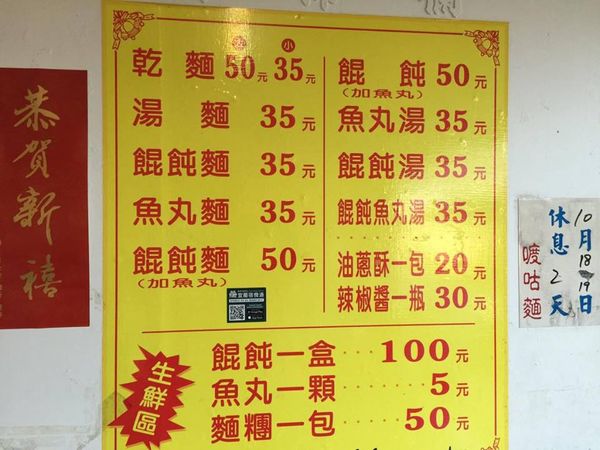 恭賀新禧
大 小
乾麵 50元 35元
湯麵 35元
餛飩麵 35元
魚丸麵 35元
餛飩麵 50元
(加魚丸)
餛飩 50元
(加魚丸)
魚丸湯 35元
餛飩湯 35元
餛飩魚丸湯 35元
油蔥酥一包 20元
辣椒醬一瓶 30元
生鮮區
餛飩一盒‥‥100元
魚丸一顆‥‥‥5元
麵糰一包‥‥50元
10月18-19日
休息2天
嘎咕麵